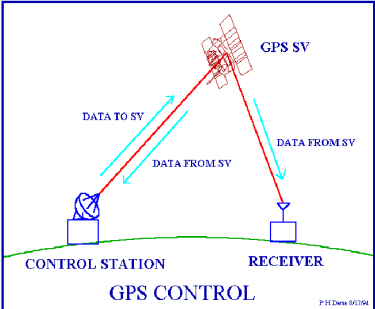 GPS SV
DATA TO SV
DATA FROM SV
DATA FROM SV
CONTROL STATION
RECEIVER
GPS CONTROL
P H Dana 8/17/94